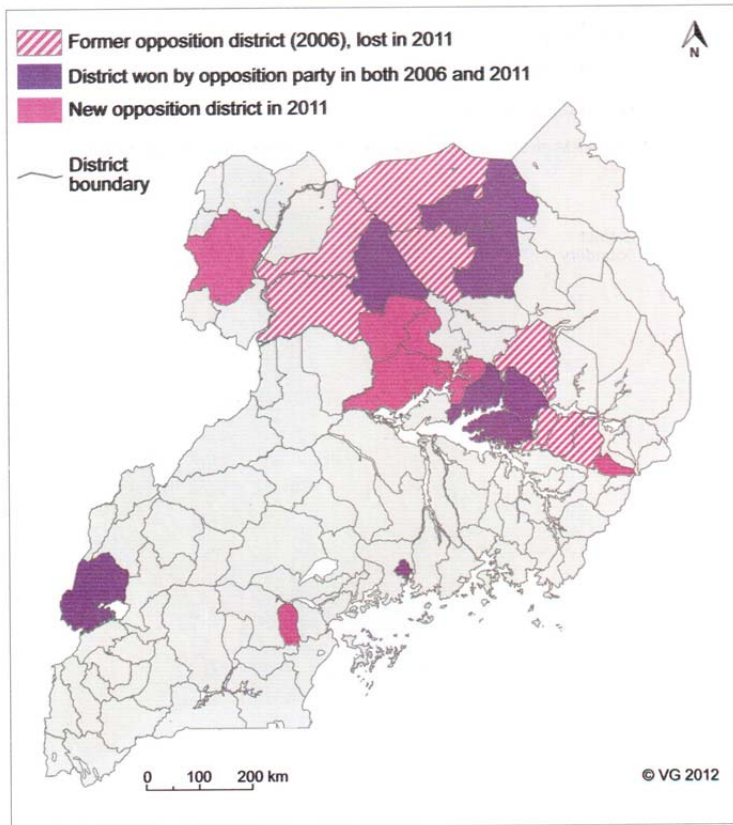 Former opposition district (2006), lost in 2011
N
District won by opposition party in both 2006 and 2011
New opposition district in 2011
District
boundary
0 100 200 km
© VG 2012